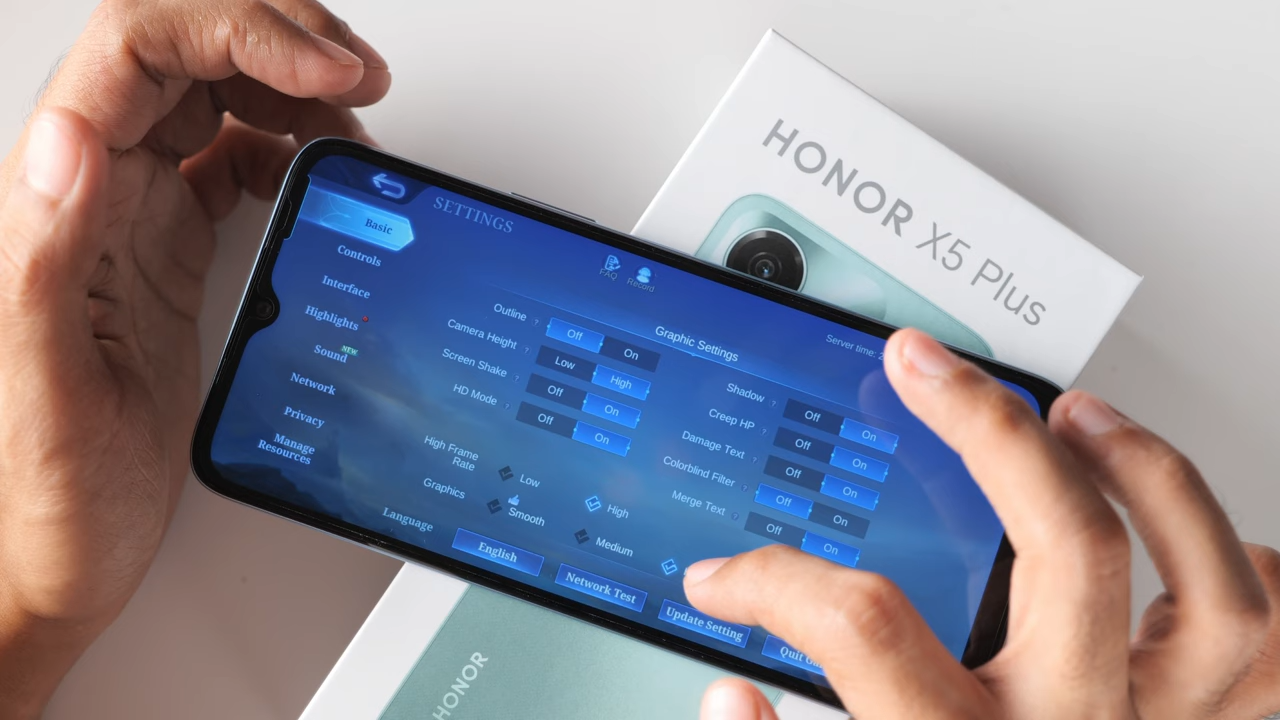 HONOR X5 Plus
SETTINGS
Basic
Controls
Interface
Highlights
Sound
NEW
Network
Privacy
Manage
Resources
FAQ
Record
Server time:
Graphic Settings
Outline ? Off On
Camera Height ? Low High
Screen Shake ? Off On
HD Mode ? Off On
Shadow ? Off On
Creep HP ? Off On
Damage Text ? Off On
Colorblind Filter ? Off On
Merge Text ? Off On
High Frame
Rate
Low
High
Graphics
Smooth
Medium
Language
English
Network Test
Update Setting
Quit
HONOR